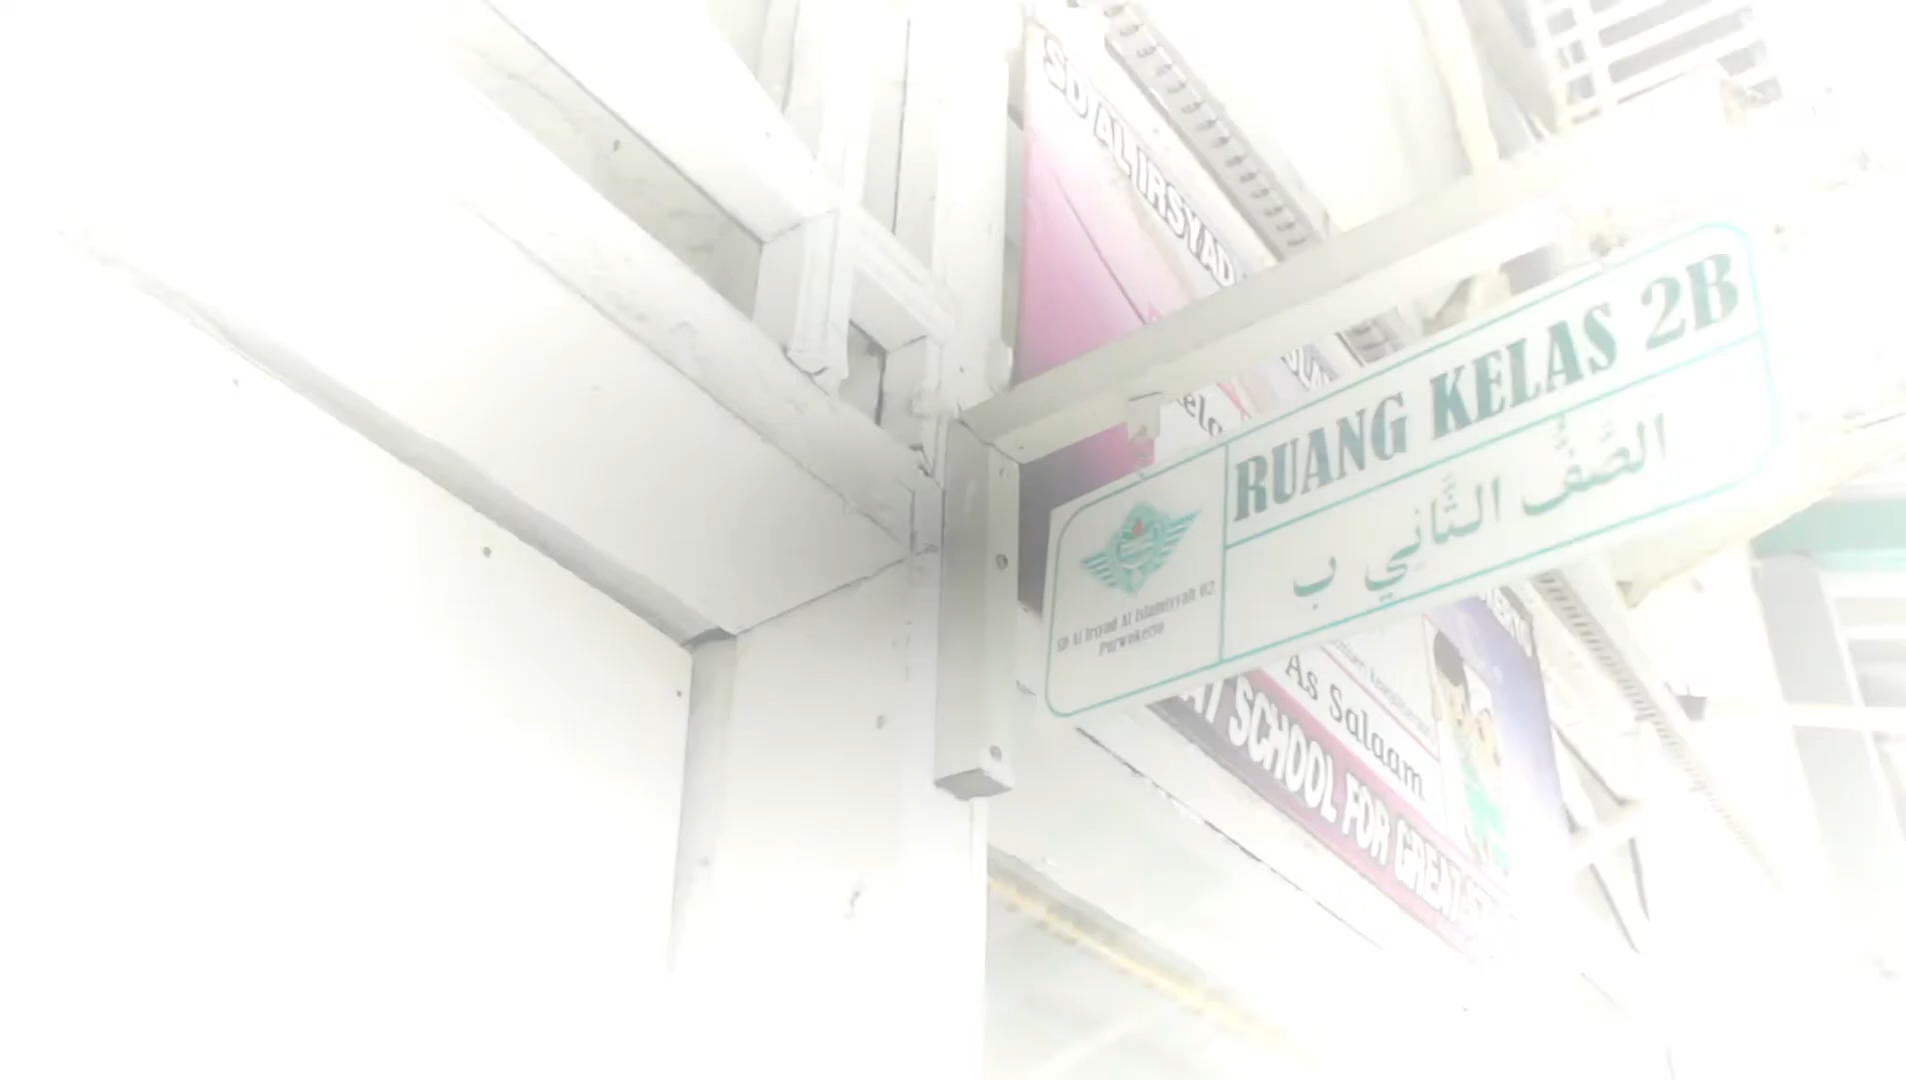 SD AL IRSYAD
RUANG KELAS 2B
الصَّفُّ الثَّاني ب
SD Al Irsyad Al Islamiyyah 02
Purwokerto
As Salaam
SCHOOL FOR GREAT